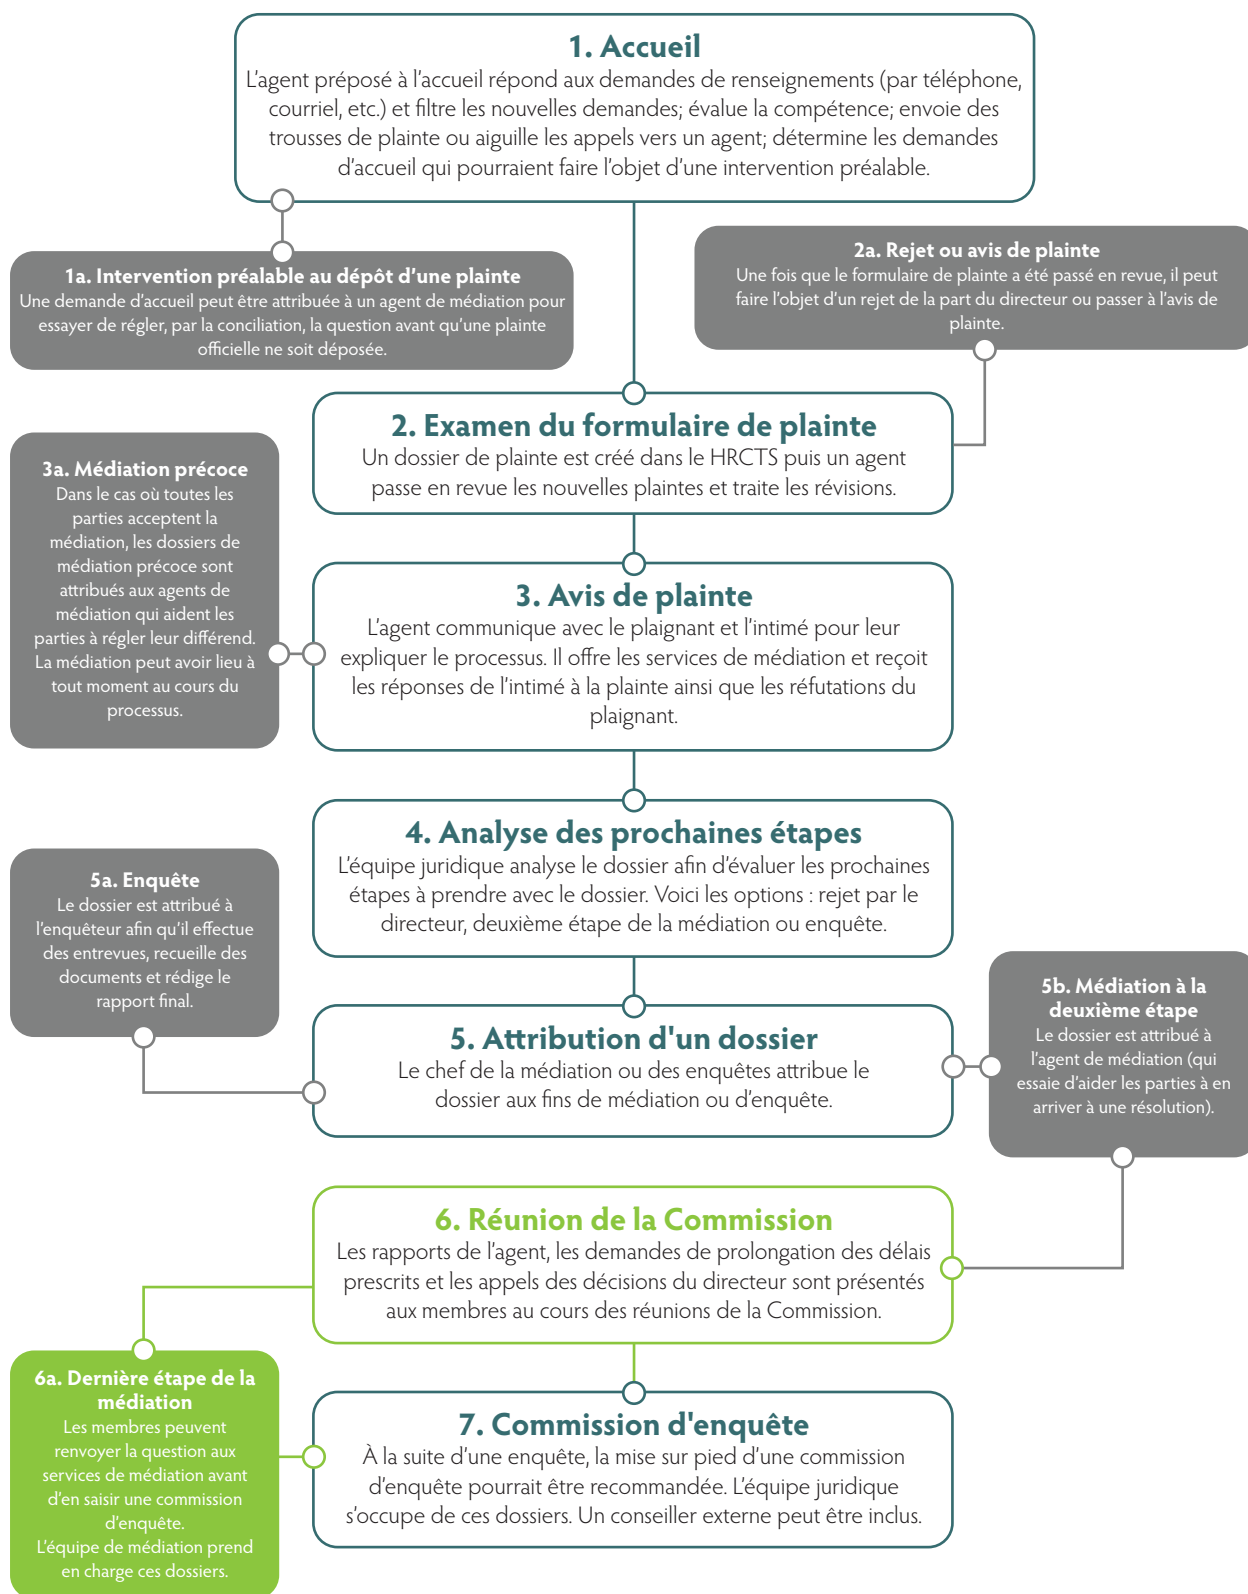 1. Accueil
L'agent préposé à l'accueil répond aux demandes de renseignements (par téléphone,
courriel, etc.) et filtre les nouvelles demandes; évalue la compétence; envoie des
trousses de plainte ou aiguille les appels vers un agent; détermine les demandes
d'accueil qui pourraient faire l'objet d'une intervention préalable.
1a. Intervention préalable au dépôt d'une plainte
Une demande d'accueil peut être attribuée à un agent de médiation pour
essayer de régler, par la conciliation, la question avant qu'une plainte
officielle ne soit déposée.
2a. Rejet ou avis de plainte
Une fois que le formulaire de plainte a été passé en revue, il peut
faire l'objet d'un rejet de la part du directeur ou passer à l'avis de
plainte.
2. Examen du formulaire de plainte
Un dossier de plainte est créé dans le HRCTS puis un agent
passe en revue les nouvelles plaintes et traite les révisions.
3a. Médiation précoce
Dans le cas où toutes les
parties acceptent la
médiation, les dossiers de
médiation précoce sont
attribués aux agents de
médiation qui aident les
parties à régler leur différend.
La médiation peut avoir lieu à
tout moment au cours du
processus.
3. Avis de plainte
L'agent communique avec le plaignant et l'intimé pour leur
expliquer le processus. Il offre les services de médiation et reçoit
les réponses de l'intimé à la plainte ainsi que les réfutations du
plaignant.
4. Analyse des prochaines étapes
L'équipe juridique analyse le dossier afin d'évaluer les prochaines
étapes à prendre avec le dossier. Voici les options : rejet par le
directeur, deuxième étape de la médiation ou enquête.
5a. Enquête
Le dossier est attribué à
l'enquêteur afin qu'il effectue
des entrevues, recueille des
documents et rédige le
rapport final.
5b. Médiation à la
deuxième étape
Le dossier est attribué à
l'agent de médiation (qui
essaie d'aider les parties à en
arriver à une résolution).
5. Attribution d'un dossier
Le chef de la médiation ou des enquêtes attribue le
dossier aux fins de médiation ou d'enquête.
6. Réunion de la Commission
Les rapports de l'agent, les demandes de prolongation des délais
prescrits et les appels des décisions du directeur sont présentés
aux membres au cours des réunions de la Commission.
6a. Dernière étape de la
médiation
Les membres peuvent
renvoyer la question aux
services de médiation avant
d'en saisir une commission
d'enquête.
L'équipe de médiation prend
en charge ces dossiers.
7. Commission d'enquête
À la suite d'une enquête, la mise sur pied d'une commission
d'enquête pourrait être recommandée. L'équipe juridique
s'occupe de ces dossiers. Un conseiller externe peut être inclus.